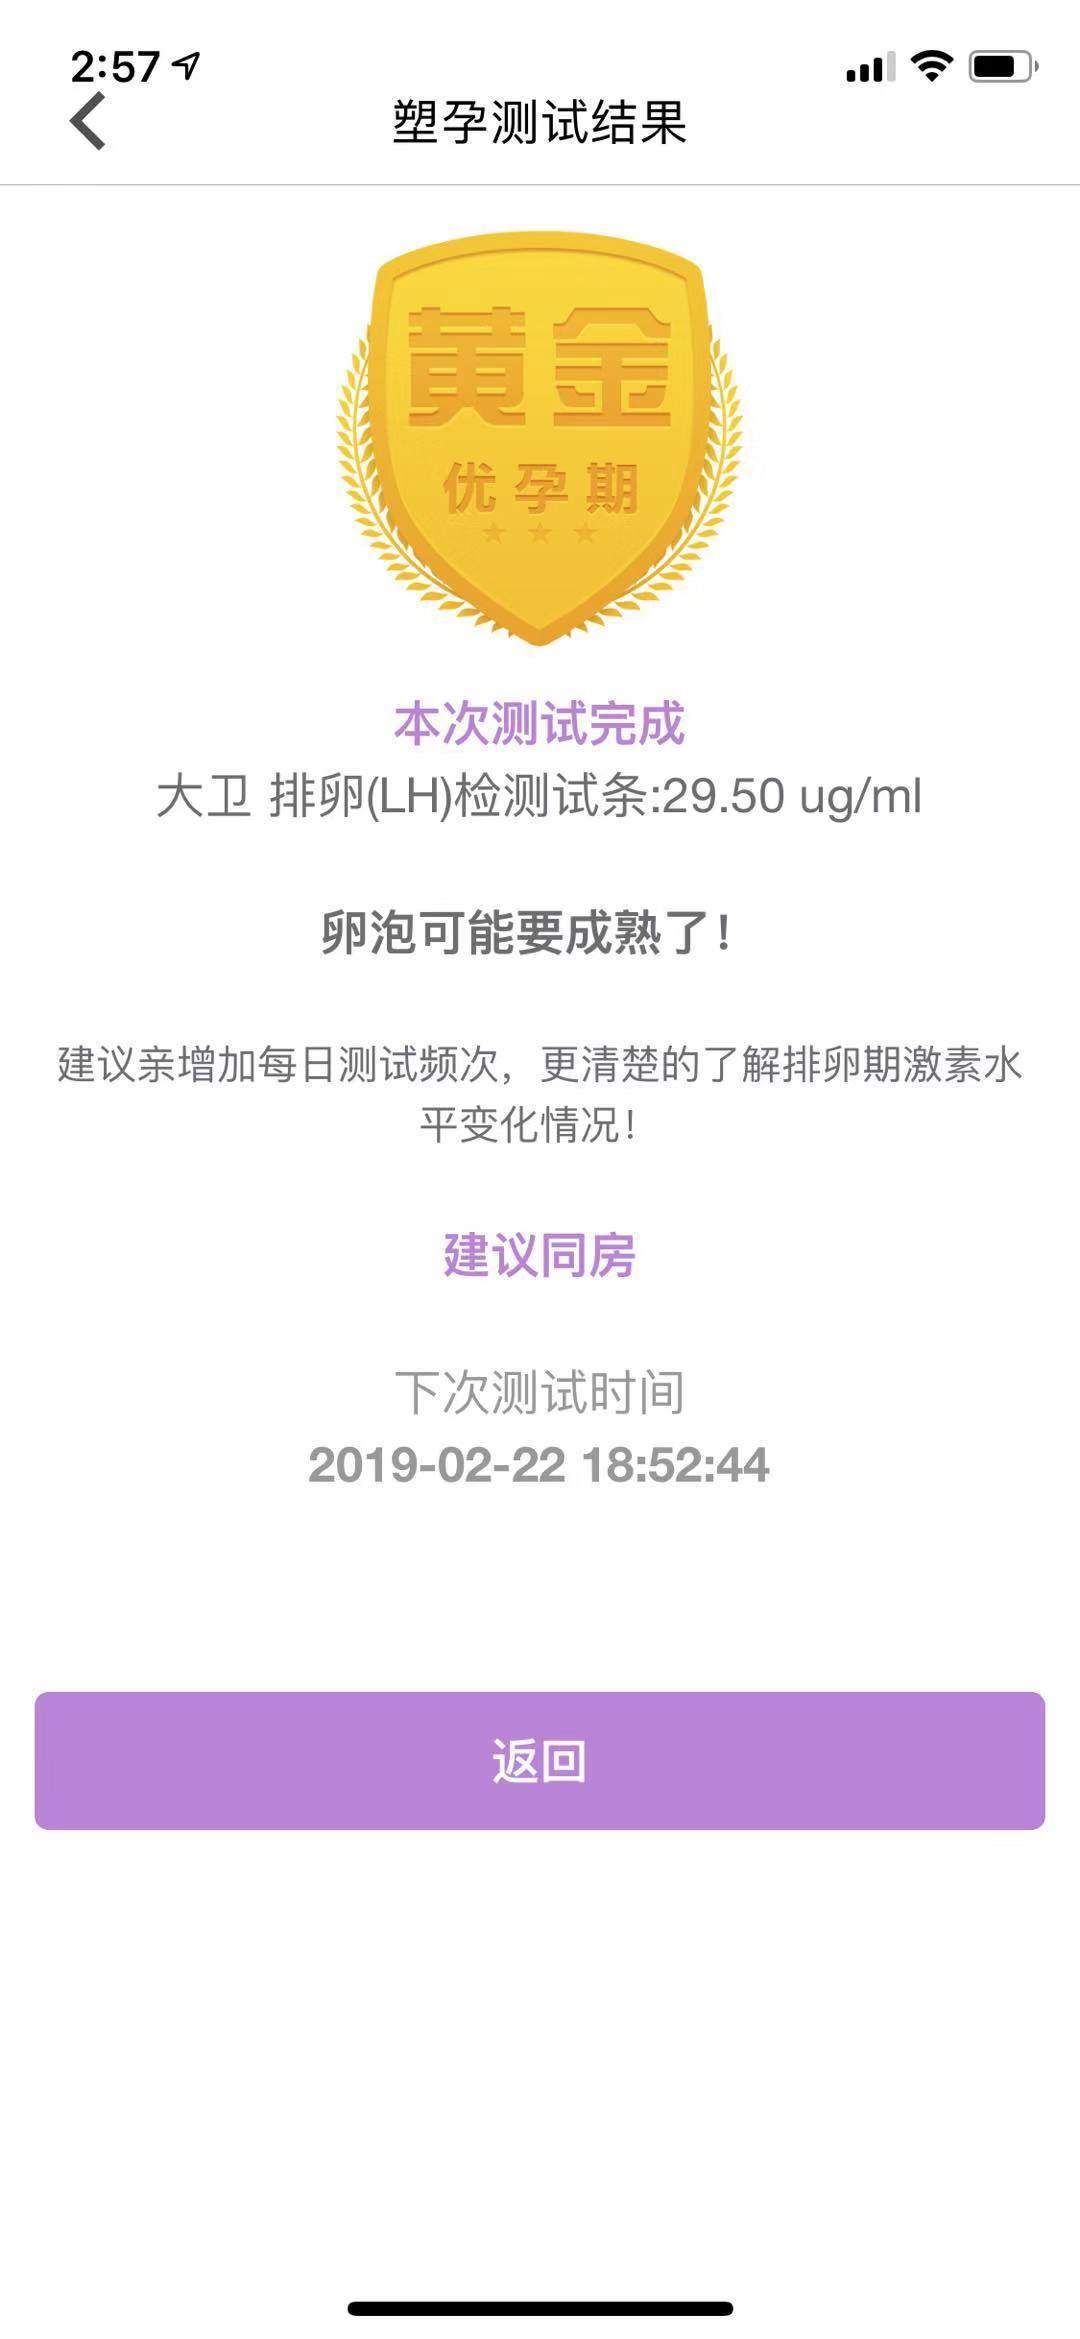 2:57
塑孕测试结果
黄金
优孕期
本次测试完成
大卫 排卵(LH)检测试条:29.50 ug/ml
卵泡可能要成熟了！
建议亲增加每日测试频次，更清楚的了解排卵期激素水
平变化情况！
建议同房
下次测试时间
2019-02-22 18:52:44
返回